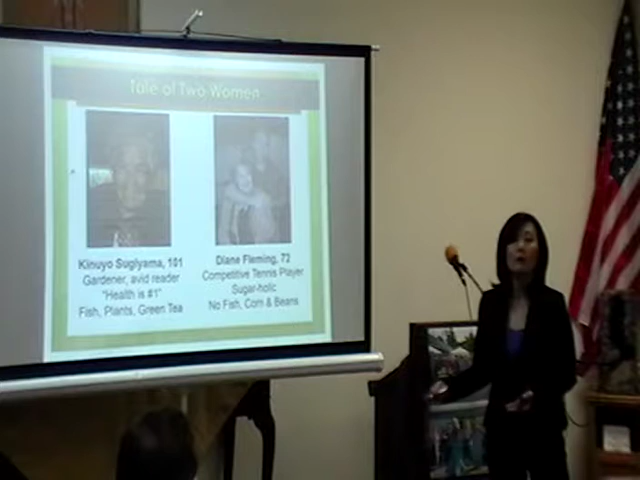 Tale of Two Women
Kinuyo Sugiyama, 101
Gardener, avid reader
"Health is #1"
Fish, Plants, Green Tea
Diane Fleming, 72
Competitive Tennis Player
Sugar-holic
No Fish, Corn & Beans